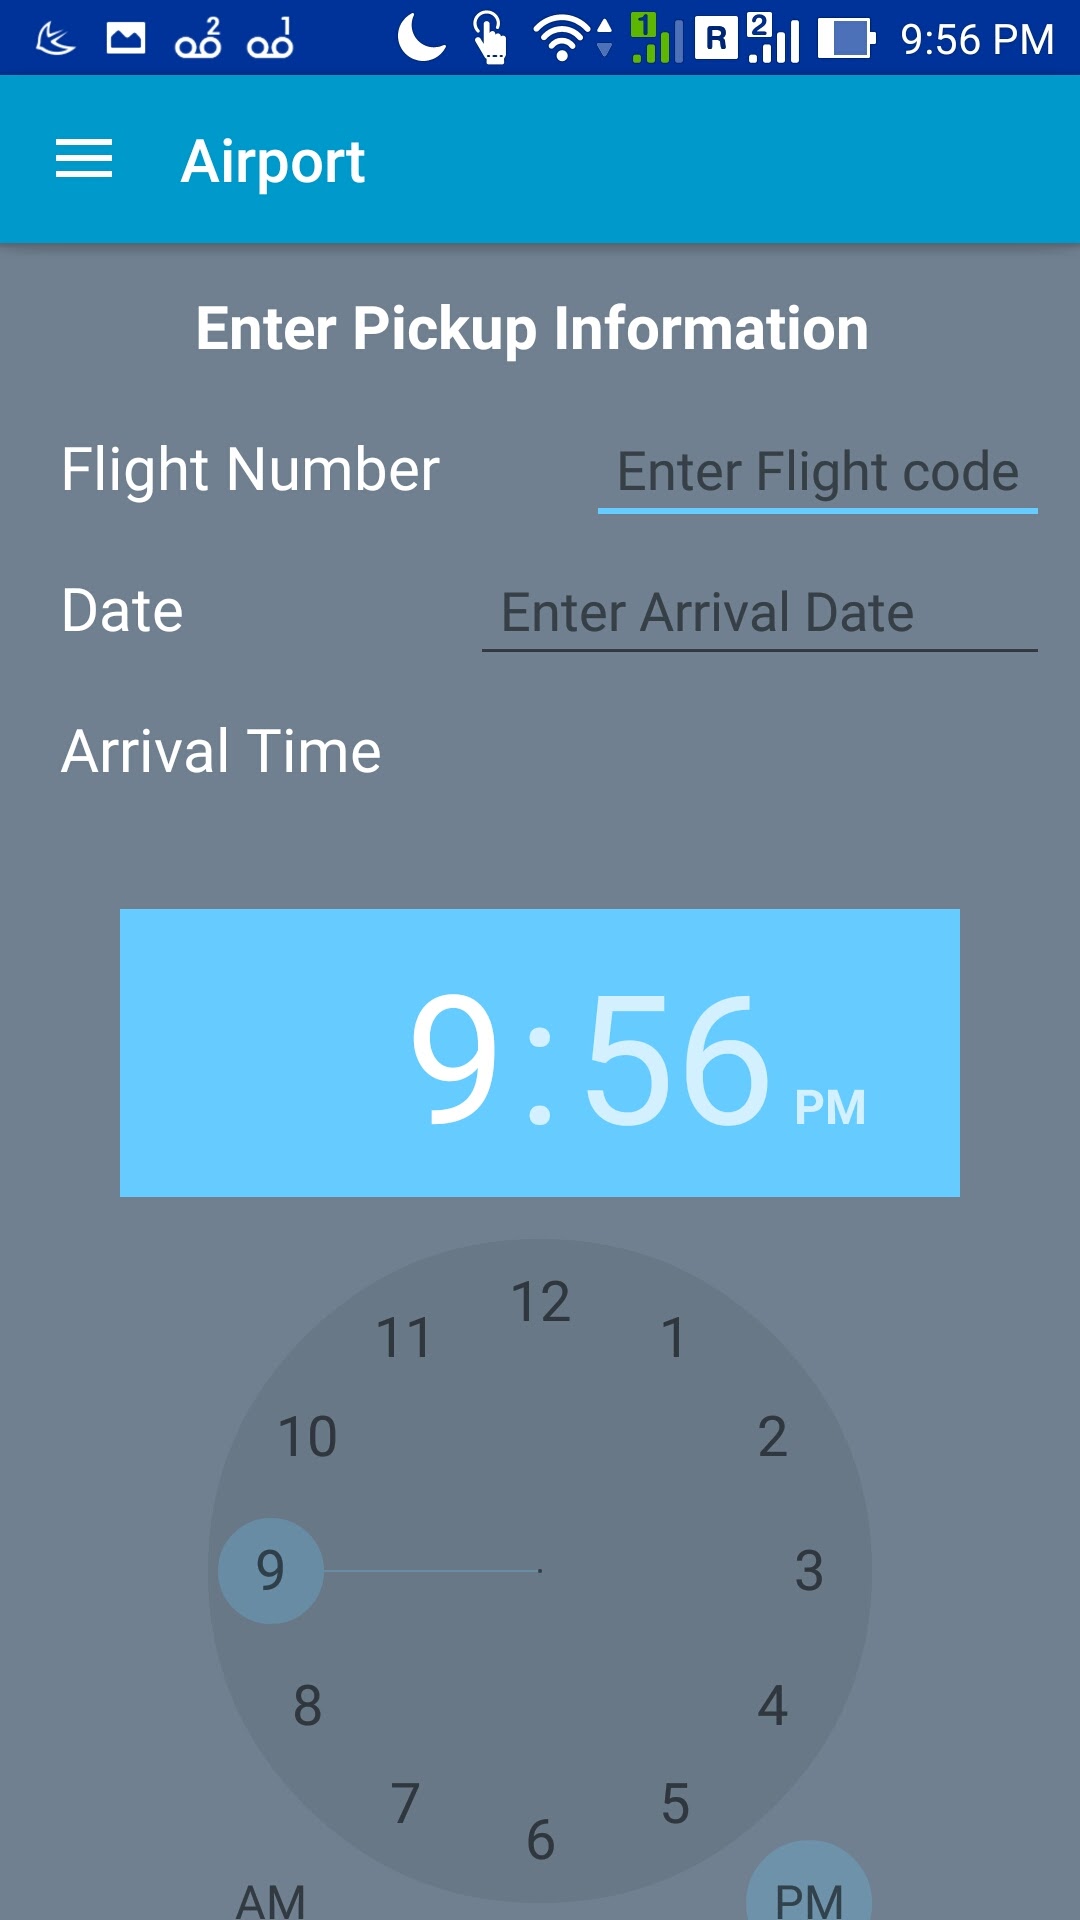 2 1 1 R 2 9:56 PM
Airport
Enter Pickup Information
Flight Number Enter Flight code
Date Enter Arrival Date
Arrival Time
9:56 PM
12
11 1
10 2
9 3
8 4
7 5
6
AM PM